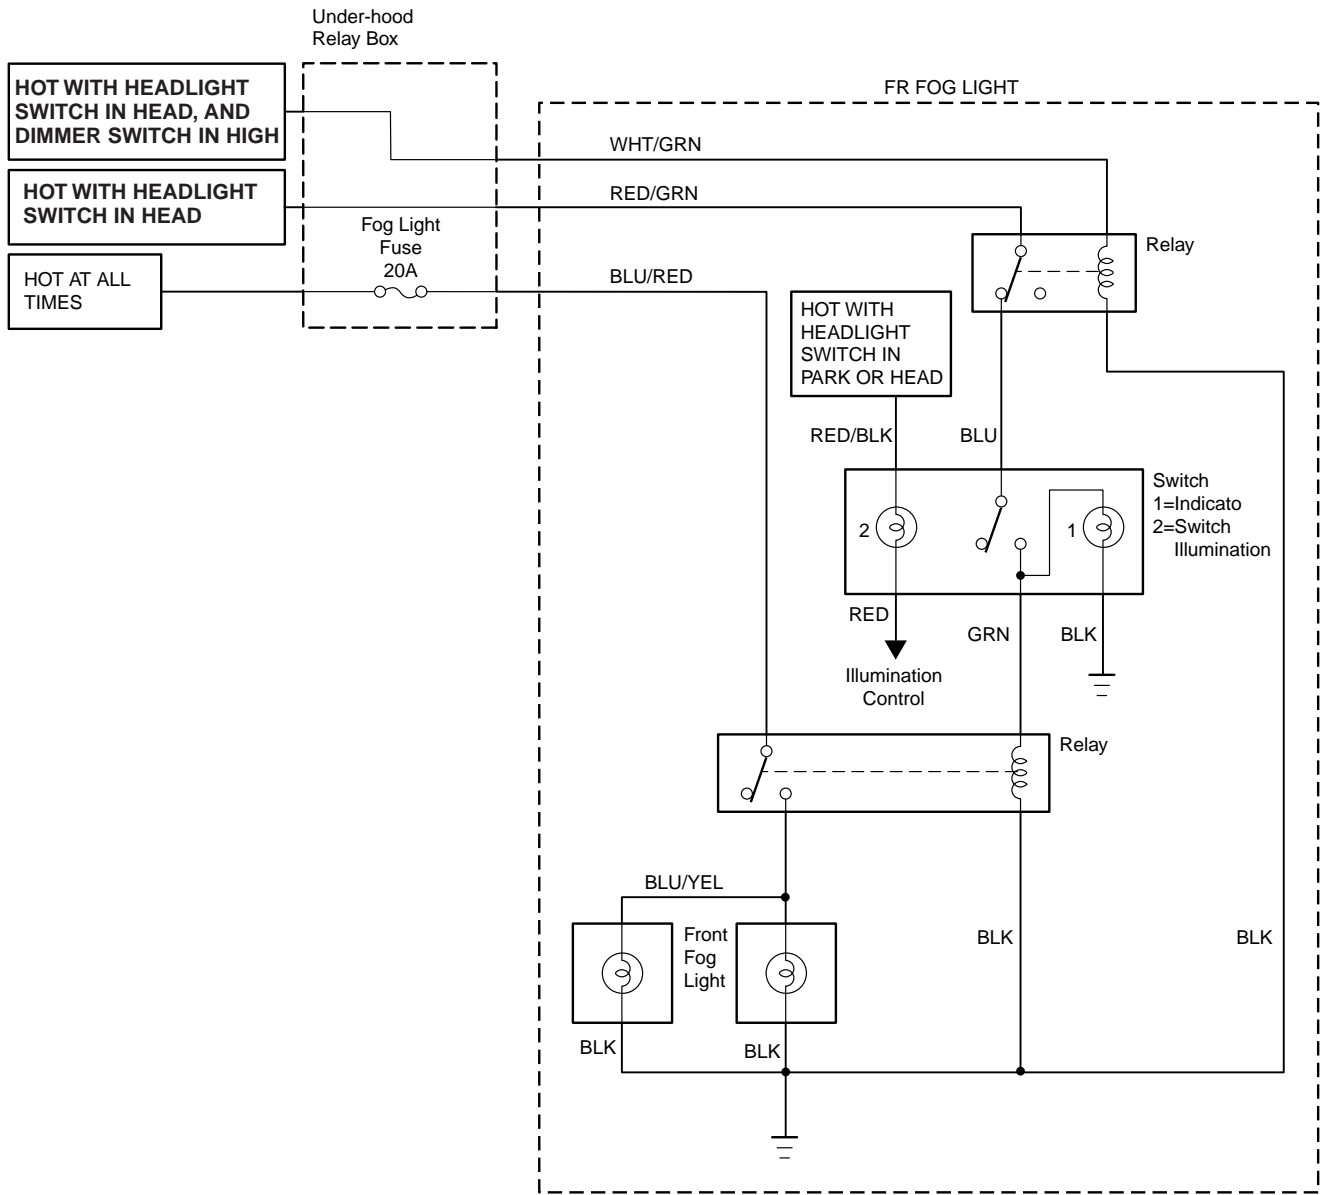 Under-hood
Relay Box
HOT WITH HEADLIGHT
SWITCH IN HEAD, AND
DIMMER SWITCH IN HIGH
FR FOG LIGHT
WHT/GRN
HOT WITH HEADLIGHT
SWITCH IN HEAD
RED/GRN
Fog Light
Fuse
20A
Relay
HOT AT ALL
TIMES
BLU/RED
HOT WITH
HEADLIGHT
SWITCH IN
PARK OR HEAD
RED/BLK
BLU
Switch
1=Indicato
2=Switch
Illumination
2
1
RED
GRN
BLK
Illumination
Control
Relay
BLU/YEL
Front
Fog
Light
BLK
BLK
BLK
BLK